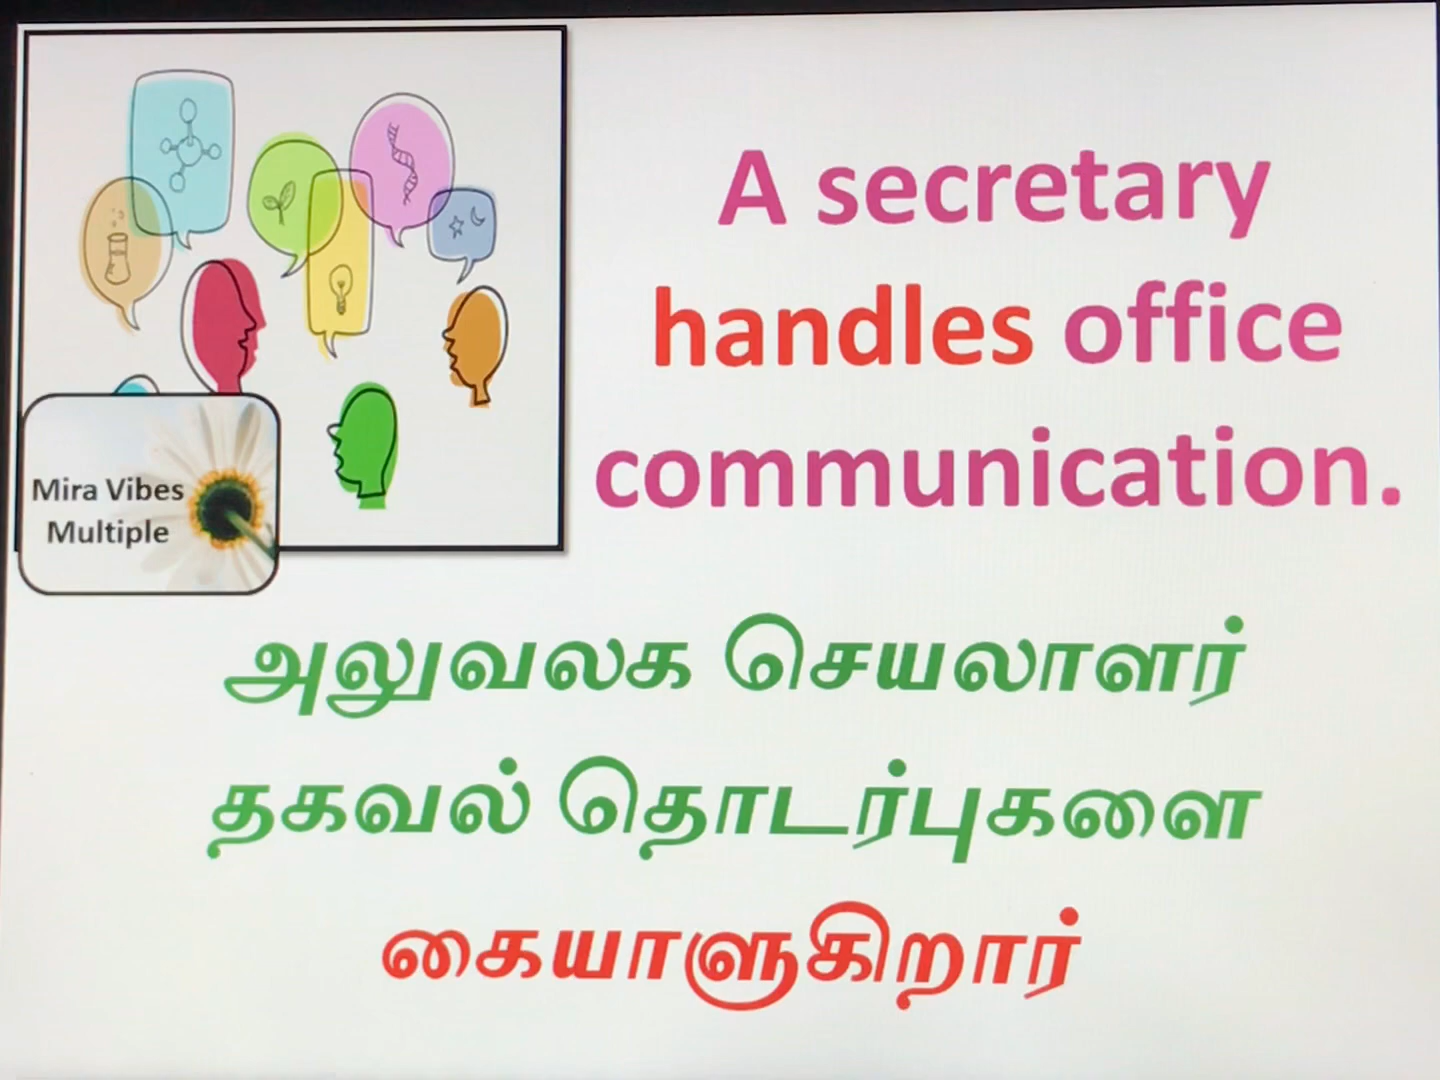 A secretary
handles office
communication.
Mira Vibes
Multiple
அலுவலக செயலாளர்
தகவல் தொடர்புகளை
கையாளுகிறார்